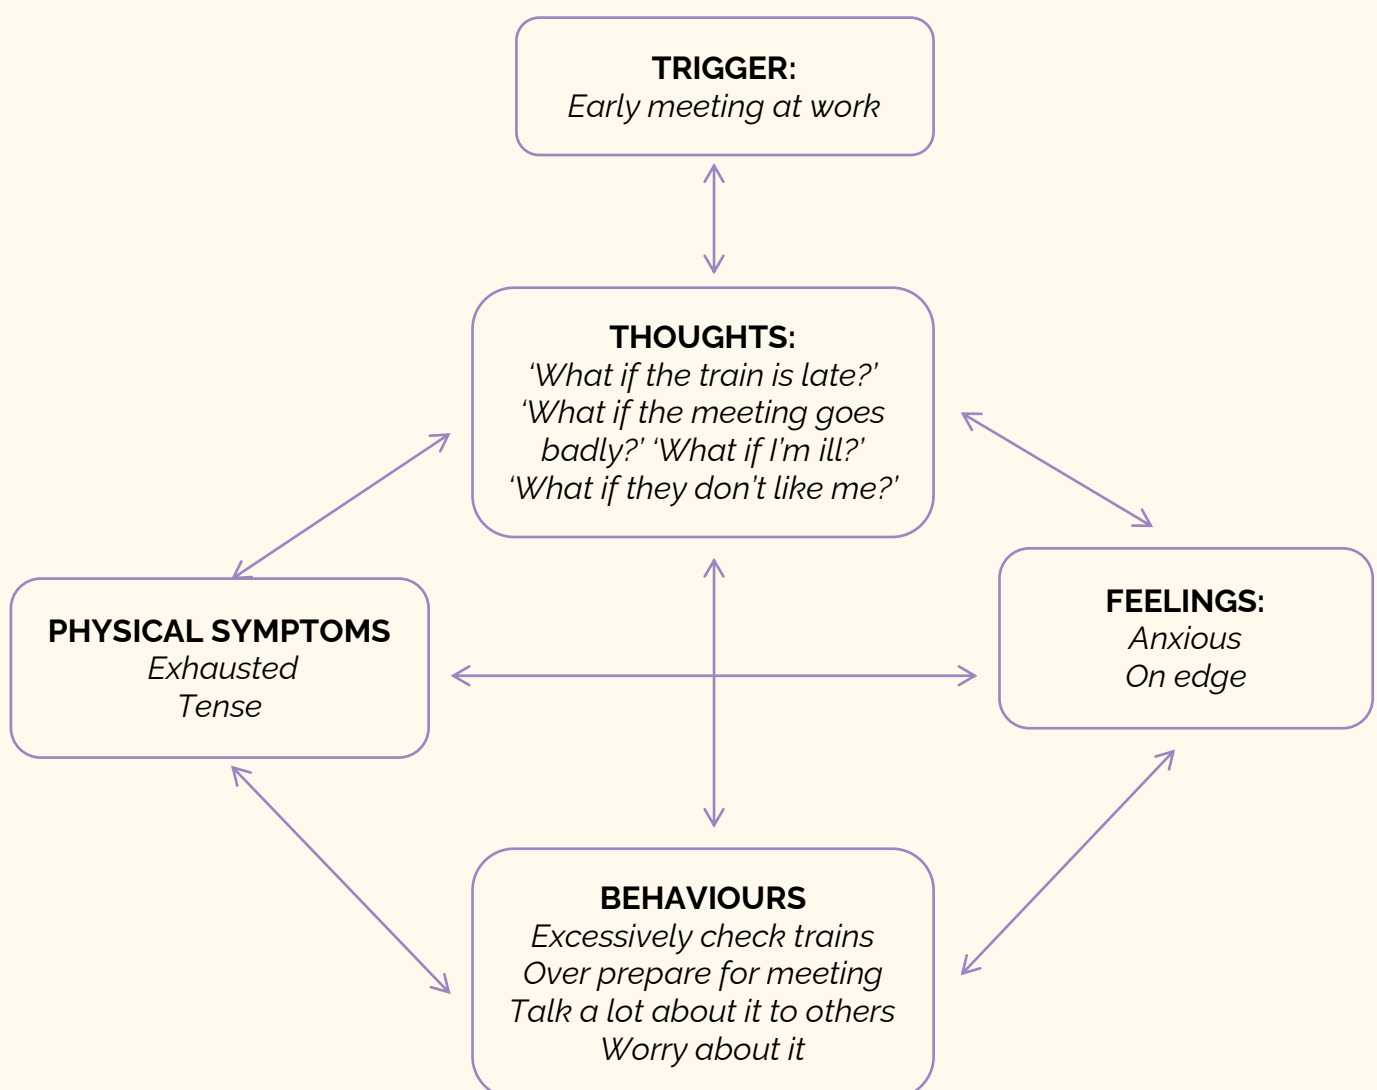 TRIGGER:
Early meeting at work
THOUGHTS:
‘What if the train is late?’
‘What if the meeting goes
badly?’ ‘What if I’m ill?’
‘What if they don’t like me?’
PHYSICAL SYMPTOMS
Exhausted
Tense
FEELINGS:
Anxious
On edge
BEHAVIOURS
Excessively check trains
Over prepare for meeting
Talk a lot about it to others
Worry about it